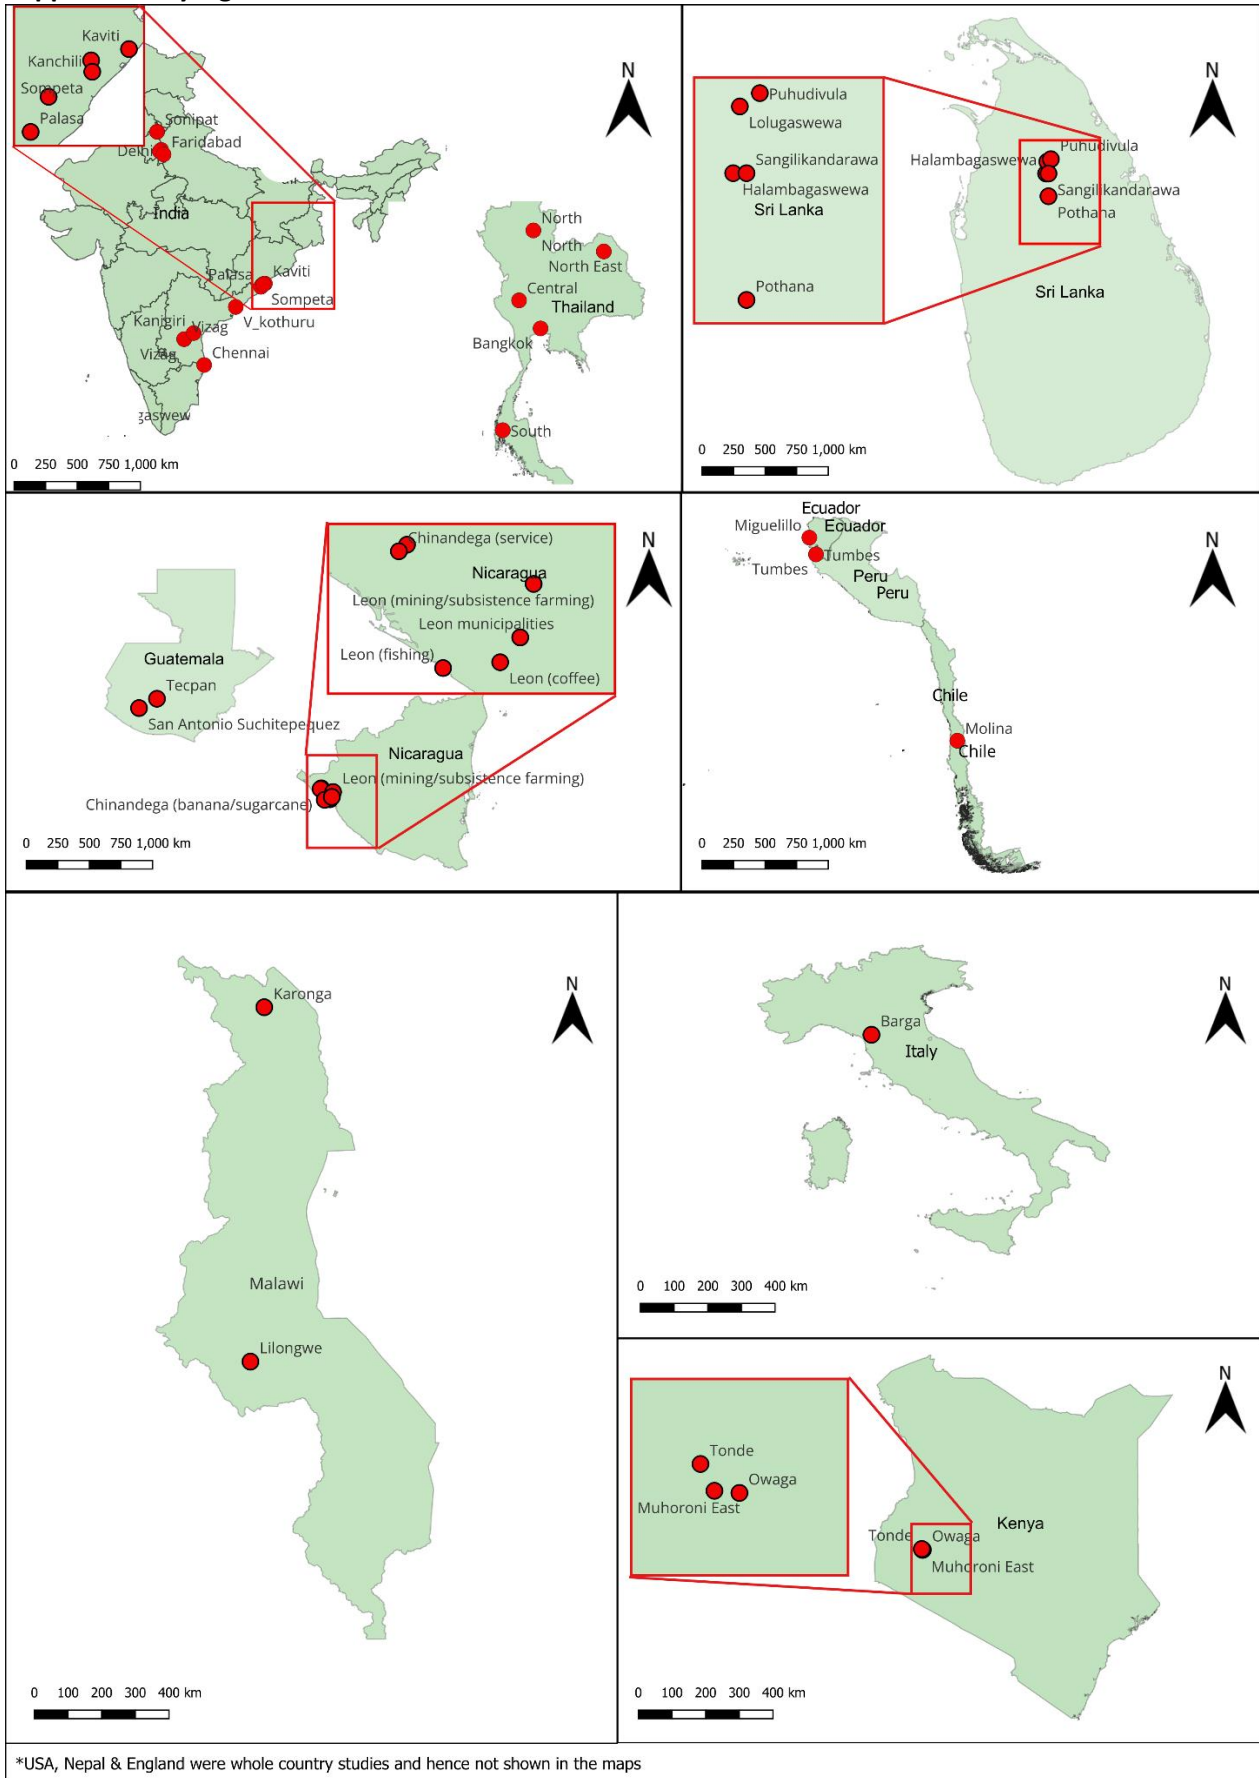 Kaviti
Kanchili
Sompeta
Palasa
Sonipat
Faridabad
Delhi
India
Palasa
Kaviti
Sompeta
V_kothuru
Kanigiri
Vizag
Vizag
Chennai
gaswew
0 250 500 750 1,000 km
N
North
North
North East
Central
Thailand
Bangkok
South
N
Puhudivula
Lolugaswewa
Sangilikandarawa
Halambagaswewa
Sri Lanka
Pothana
Puhudivula
Halambagaswewa
Sangilikandarawa
Pothana
Sri Lanka
0 250 500 750 1,000 km
N
Chinandega (service)
Nicaragua
Leon (mining/subsistence farming)
Leon municipalities
Leon (fishing)
Leon (coffee)
Guatemala
Tecpan
San Antonio Suchitepequez
Nicaragua
Leon (mining/subsistence farming)
Chinandega (banana/sugarcane)
0 250 500 750 1,000 km
N
Ecuador
Miguelillo
Ecuador
Tumbes
Tumbes
Peru
Peru
Chile
Molina
Chile
0 250 500 750 1,000 km
N
Karonga
Malawi
Lilongwe
0 100 200 300 400 km
N
Barga
Italy
0 100 200 300 400 km
N
Tonde
Owaga
Muhoroni East
Kenya
Tonde
Owaga
Muhoroni East
0 100 200 300 400 km
*USA, Nepal & England were whole country studies and hence not shown in the maps